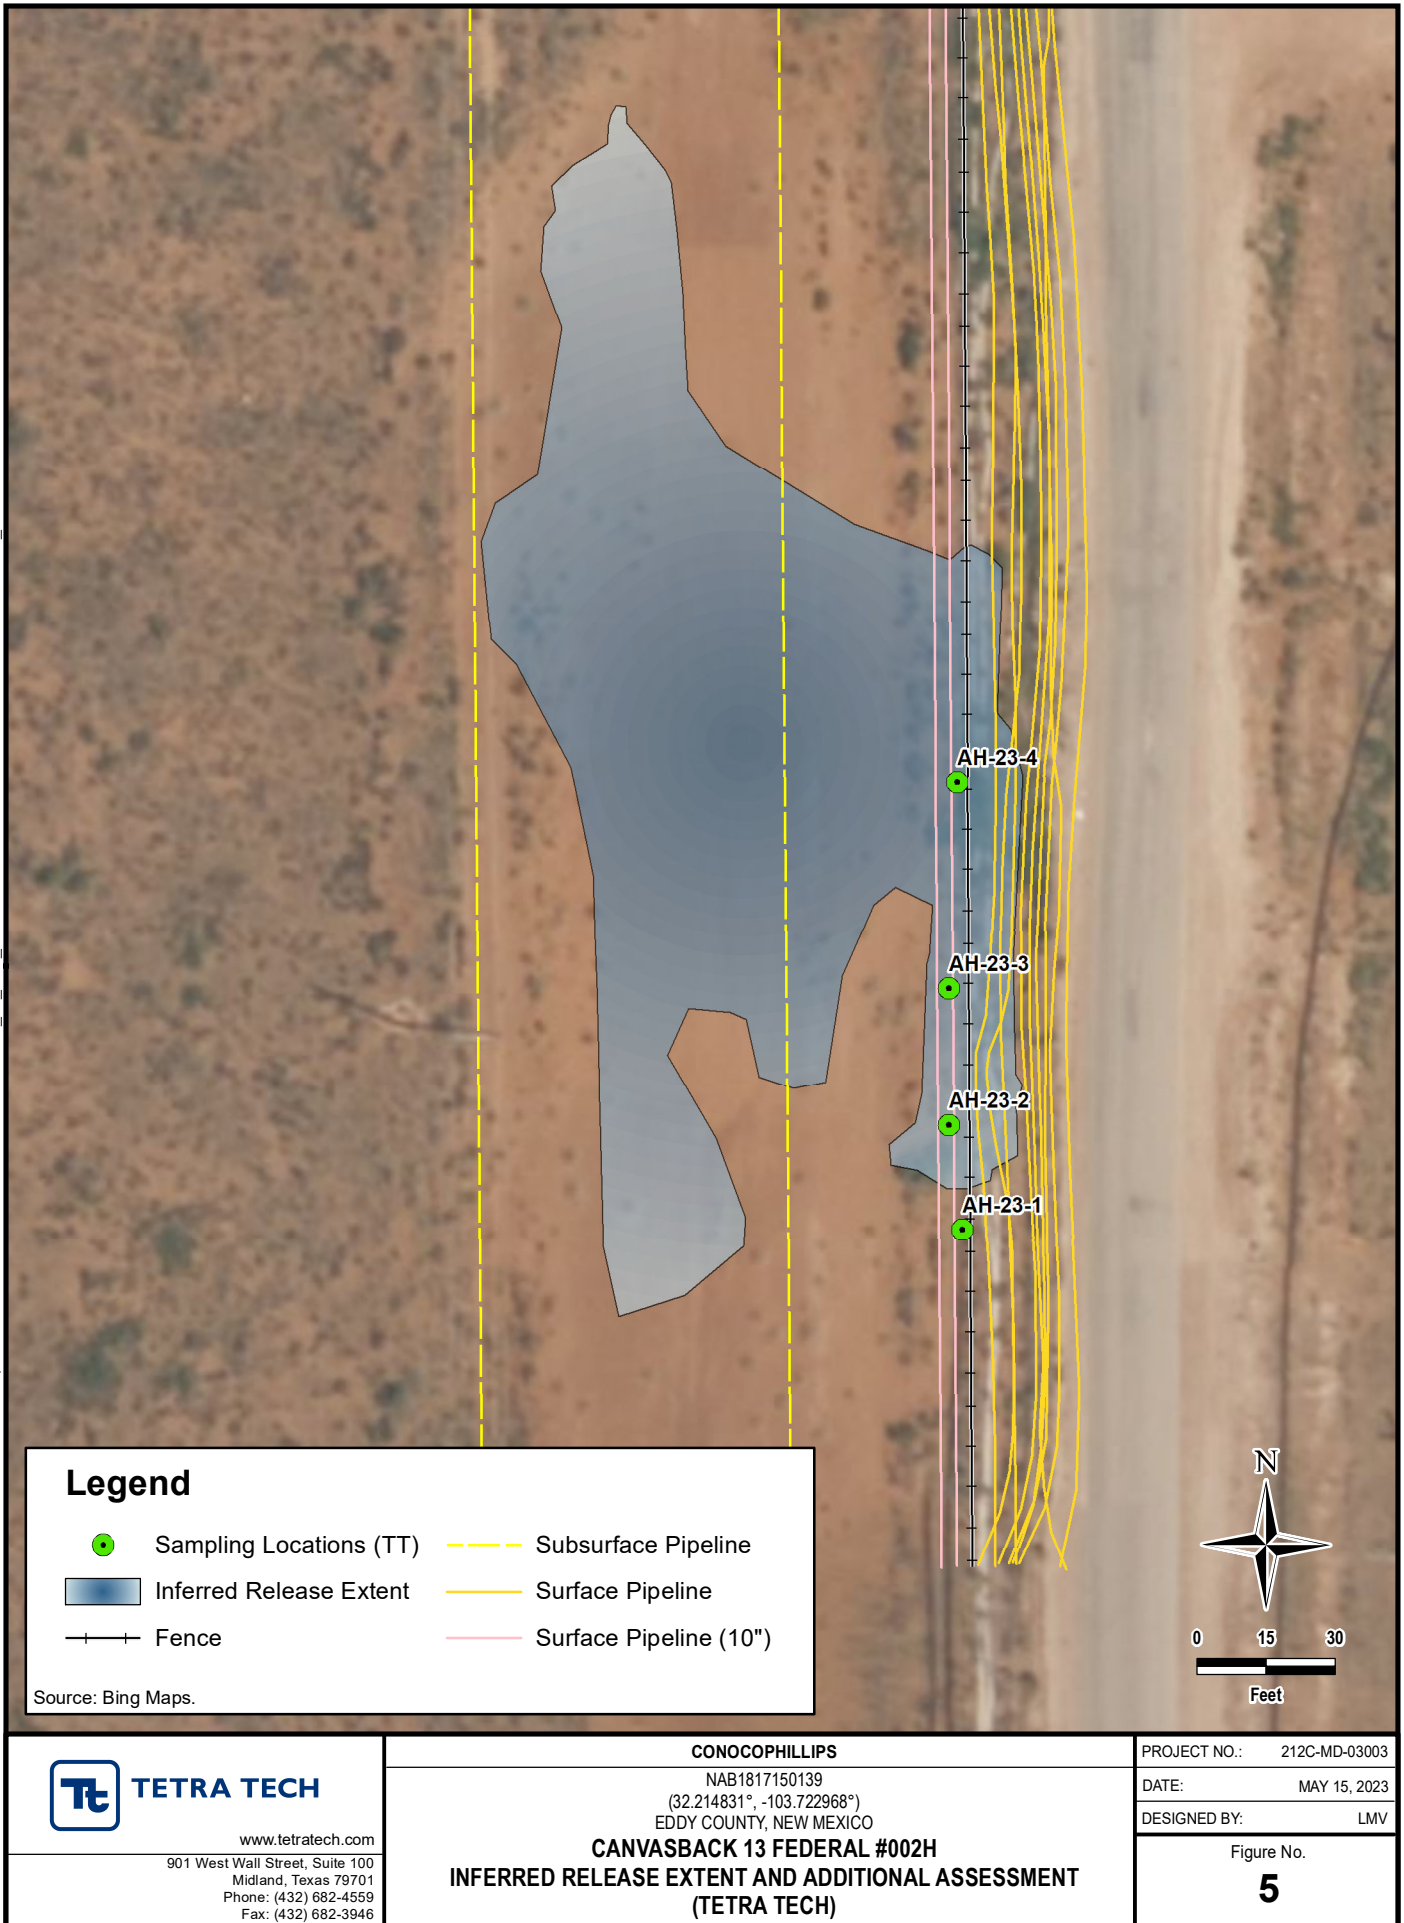 AH-23-4
AH-23-3
AH-23-2
AH-23-1
Legend
Sampling Locations (TT)
Inferred Release Extent
Fence
Subsurface Pipeline
Surface Pipeline
Surface Pipeline (10")
Source: Bing Maps.
N
0 15 30
Feet
Tt TETRA TECH
www.tetratech.com
901 West Wall Street, Suite 100
Midland, Texas 79701
Phone: (432) 682-4559
Fax: (432) 682-3946
CONOCOPHILLIPS
NAB1817150139
(32.214831°, -103.722968°)
EDDY COUNTY, NEW MEXICO
CANVASBACK 13 FEDERAL #002H
INFERRED RELEASE EXTENT AND ADDITIONAL ASSESSMENT
(TETRA TECH)
PROJECT NO.: 212C-MD-03003
DATE: MAY 15, 2023
DESIGNED BY: LMV
Figure No.
5